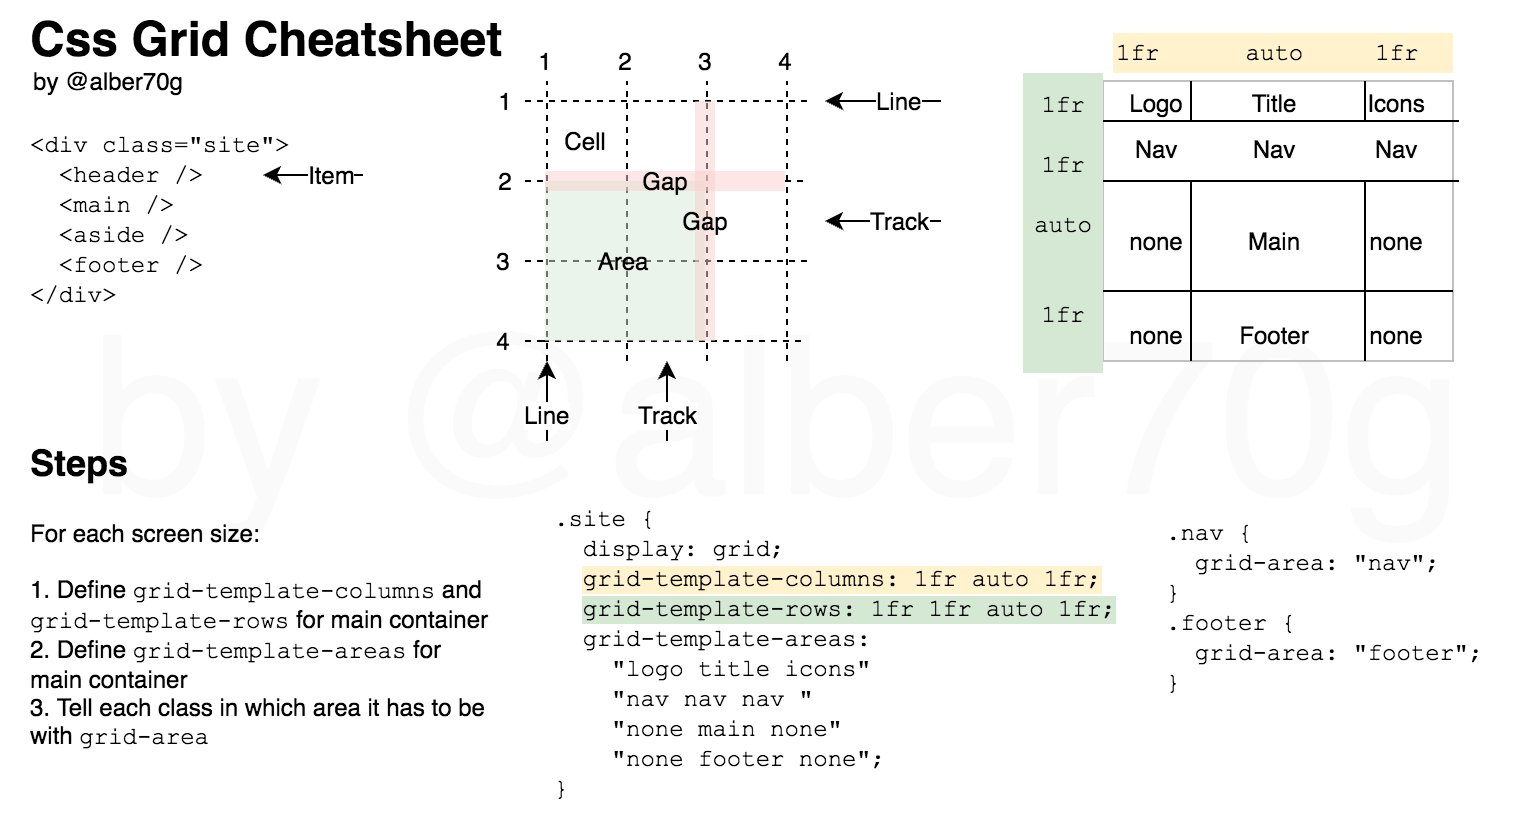 Css Grid Cheatsheet
by @alber70g
<div class="site">
  <header />
  <main />
  <aside />
  <footer />
</div>
Item
1 2 3 4
1
Line
Cell
2
Gap
Gap
Track
3
Area
4
Line
Track
1fr auto 1fr
1fr
Logo Title Icons
1fr
Nav Nav Nav
auto
none Main none
1fr
none Footer none
by @alber70g
Steps
For each screen size:
1. Define grid-template-columns and
grid-template-rows for main container
2. Define grid-template-areas for
main container
3. Tell each class in which area it has to be
with grid-area
.site {
  display: grid;
  grid-template-columns: 1fr auto 1fr;
  grid-template-rows: 1fr 1fr auto 1fr;
  grid-template-areas:
    "logo title icons"
    "nav nav nav "
    "none main none"
    "none footer none";
}
.nav {
  grid-area: "nav";
}
.footer {
  grid-area: "footer";
}